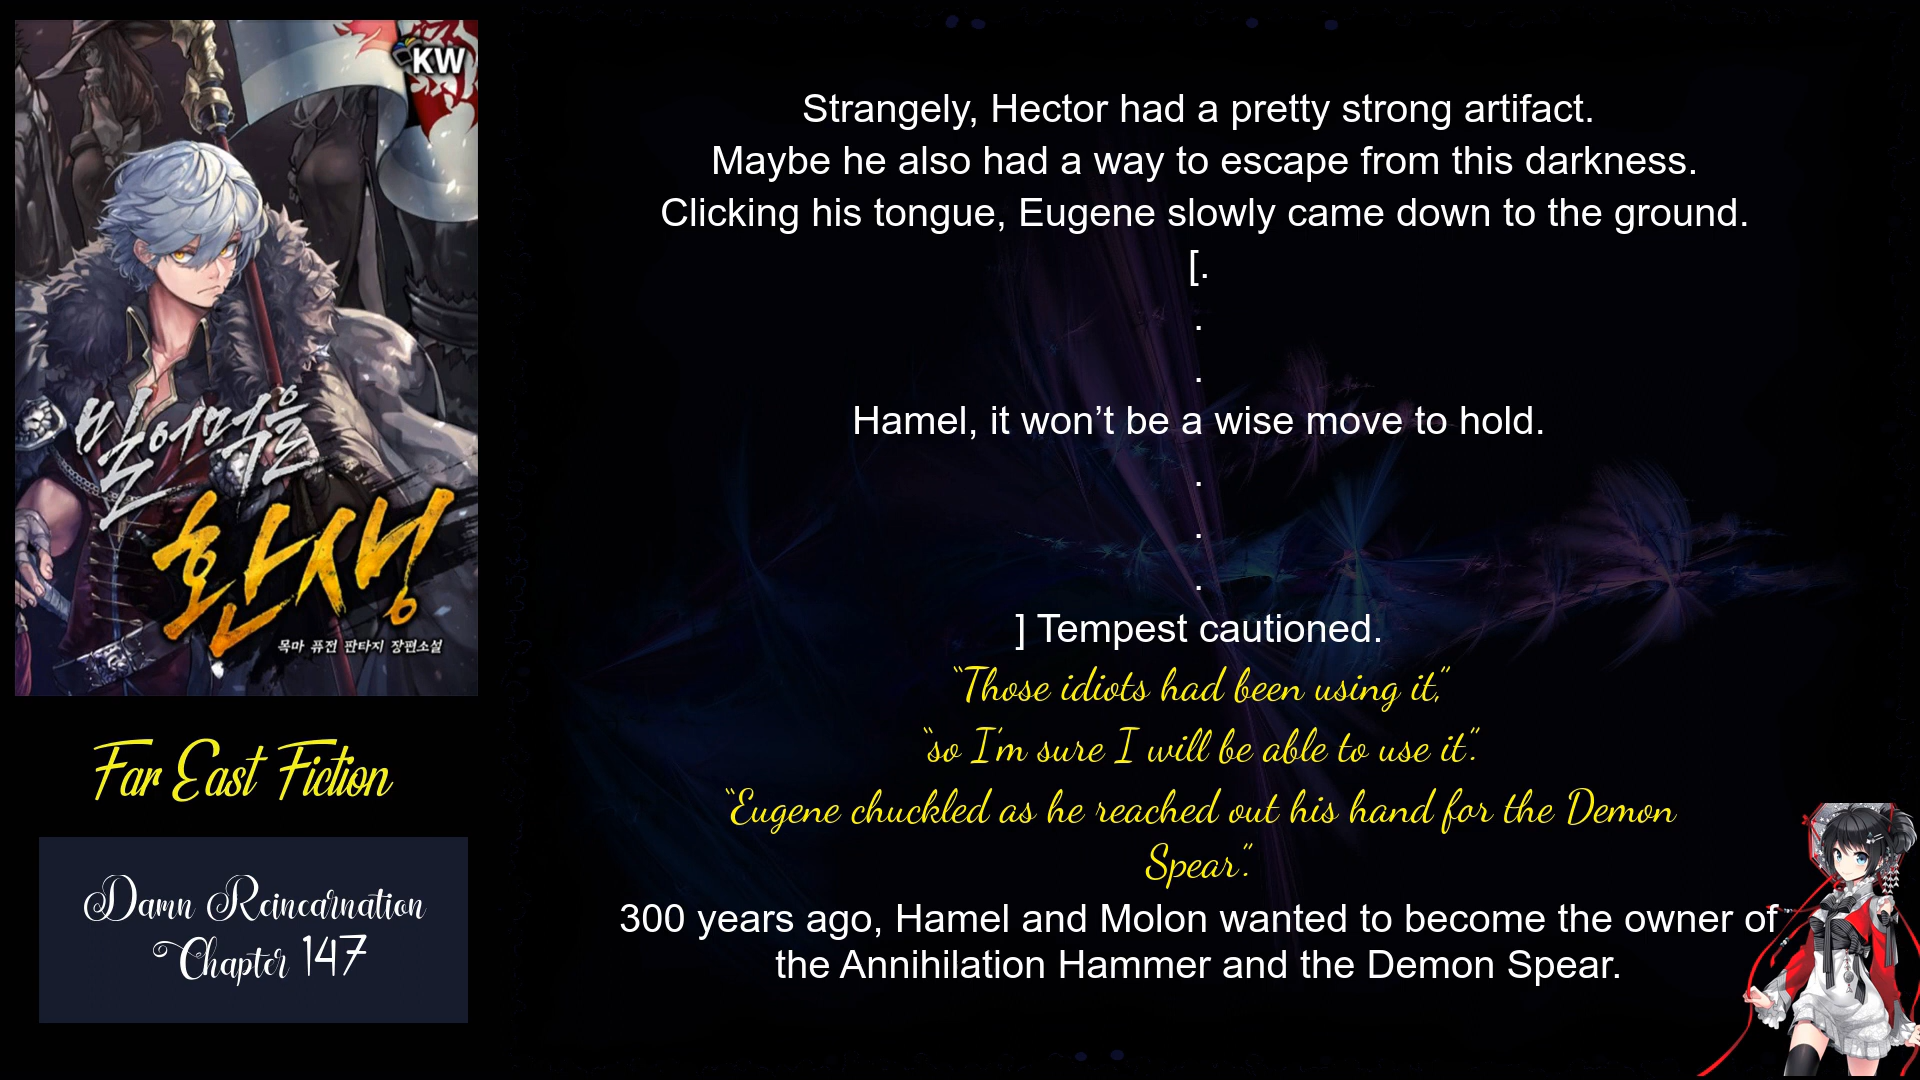 KW
빌어먹을
환생
목마 퓨전 판타지 장편소설
Far East Fiction
Damn Reincarnation
Chapter 147
Strangely, Hector had a pretty strong artifact.
Maybe he also had a way to escape from this darkness.
Clicking his tongue, Eugene slowly came down to the ground.
[.
.
.
Hamel, it won’t be a wise move to hold.
.
.
.
] Tempest cautioned.
“Those idiots had been using it,”
“so I’m sure I will be able to use it”.
“Eugene chuckled as he reached out his hand for the Demon
Spear”.
300 years ago, Hamel and Molon wanted to become the owner of
the Annihilation Hammer and the Demon Spear.